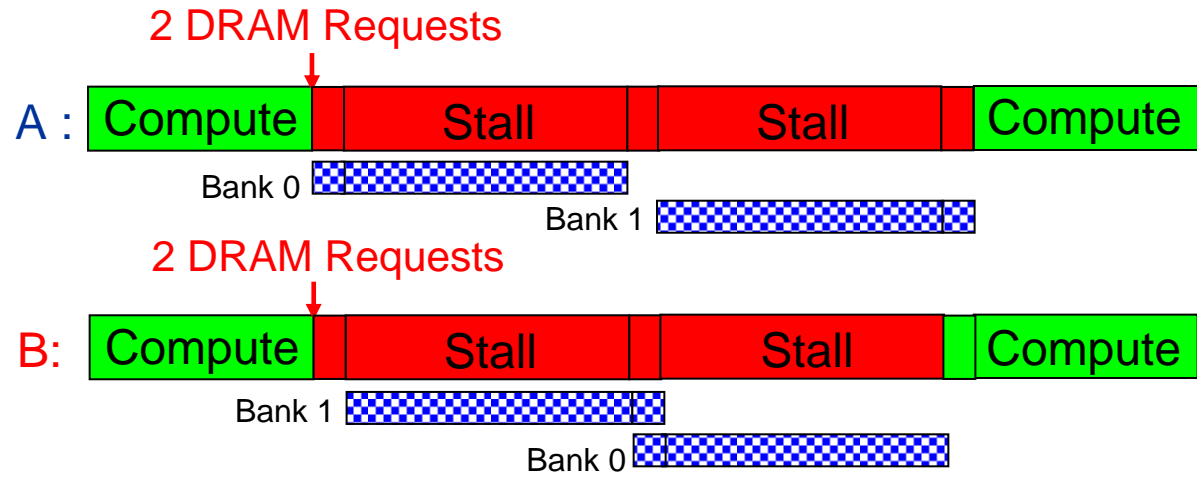 2 DRAM Requests
A : Compute Stall Stall Compute
Bank 0
Bank 1
2 DRAM Requests
B: Compute Stall Stall Compute
Bank 1
Bank 0